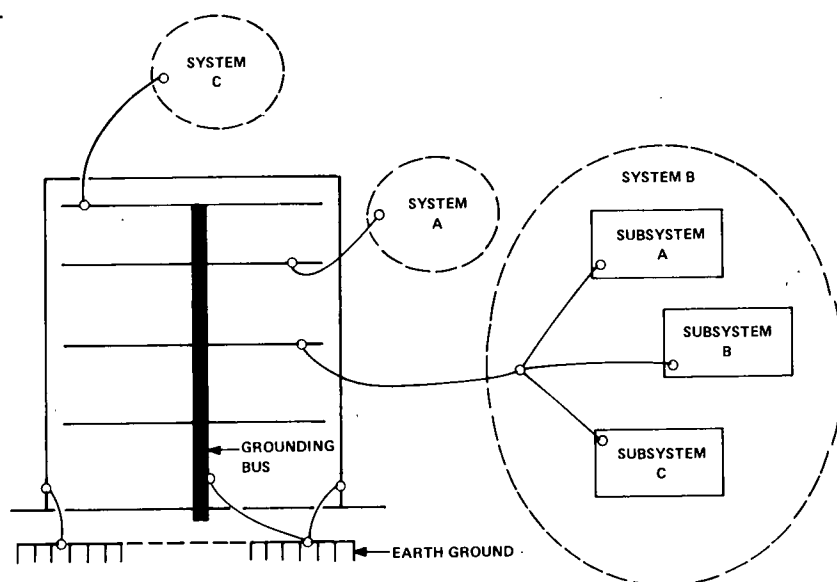 SYSTEM
C
SYSTEM
A
SYSTEM B
SUBSYSTEM
A
SUBSYSTEM
B
SUBSYSTEM
C
GROUNDING
BUS
EARTH GROUND